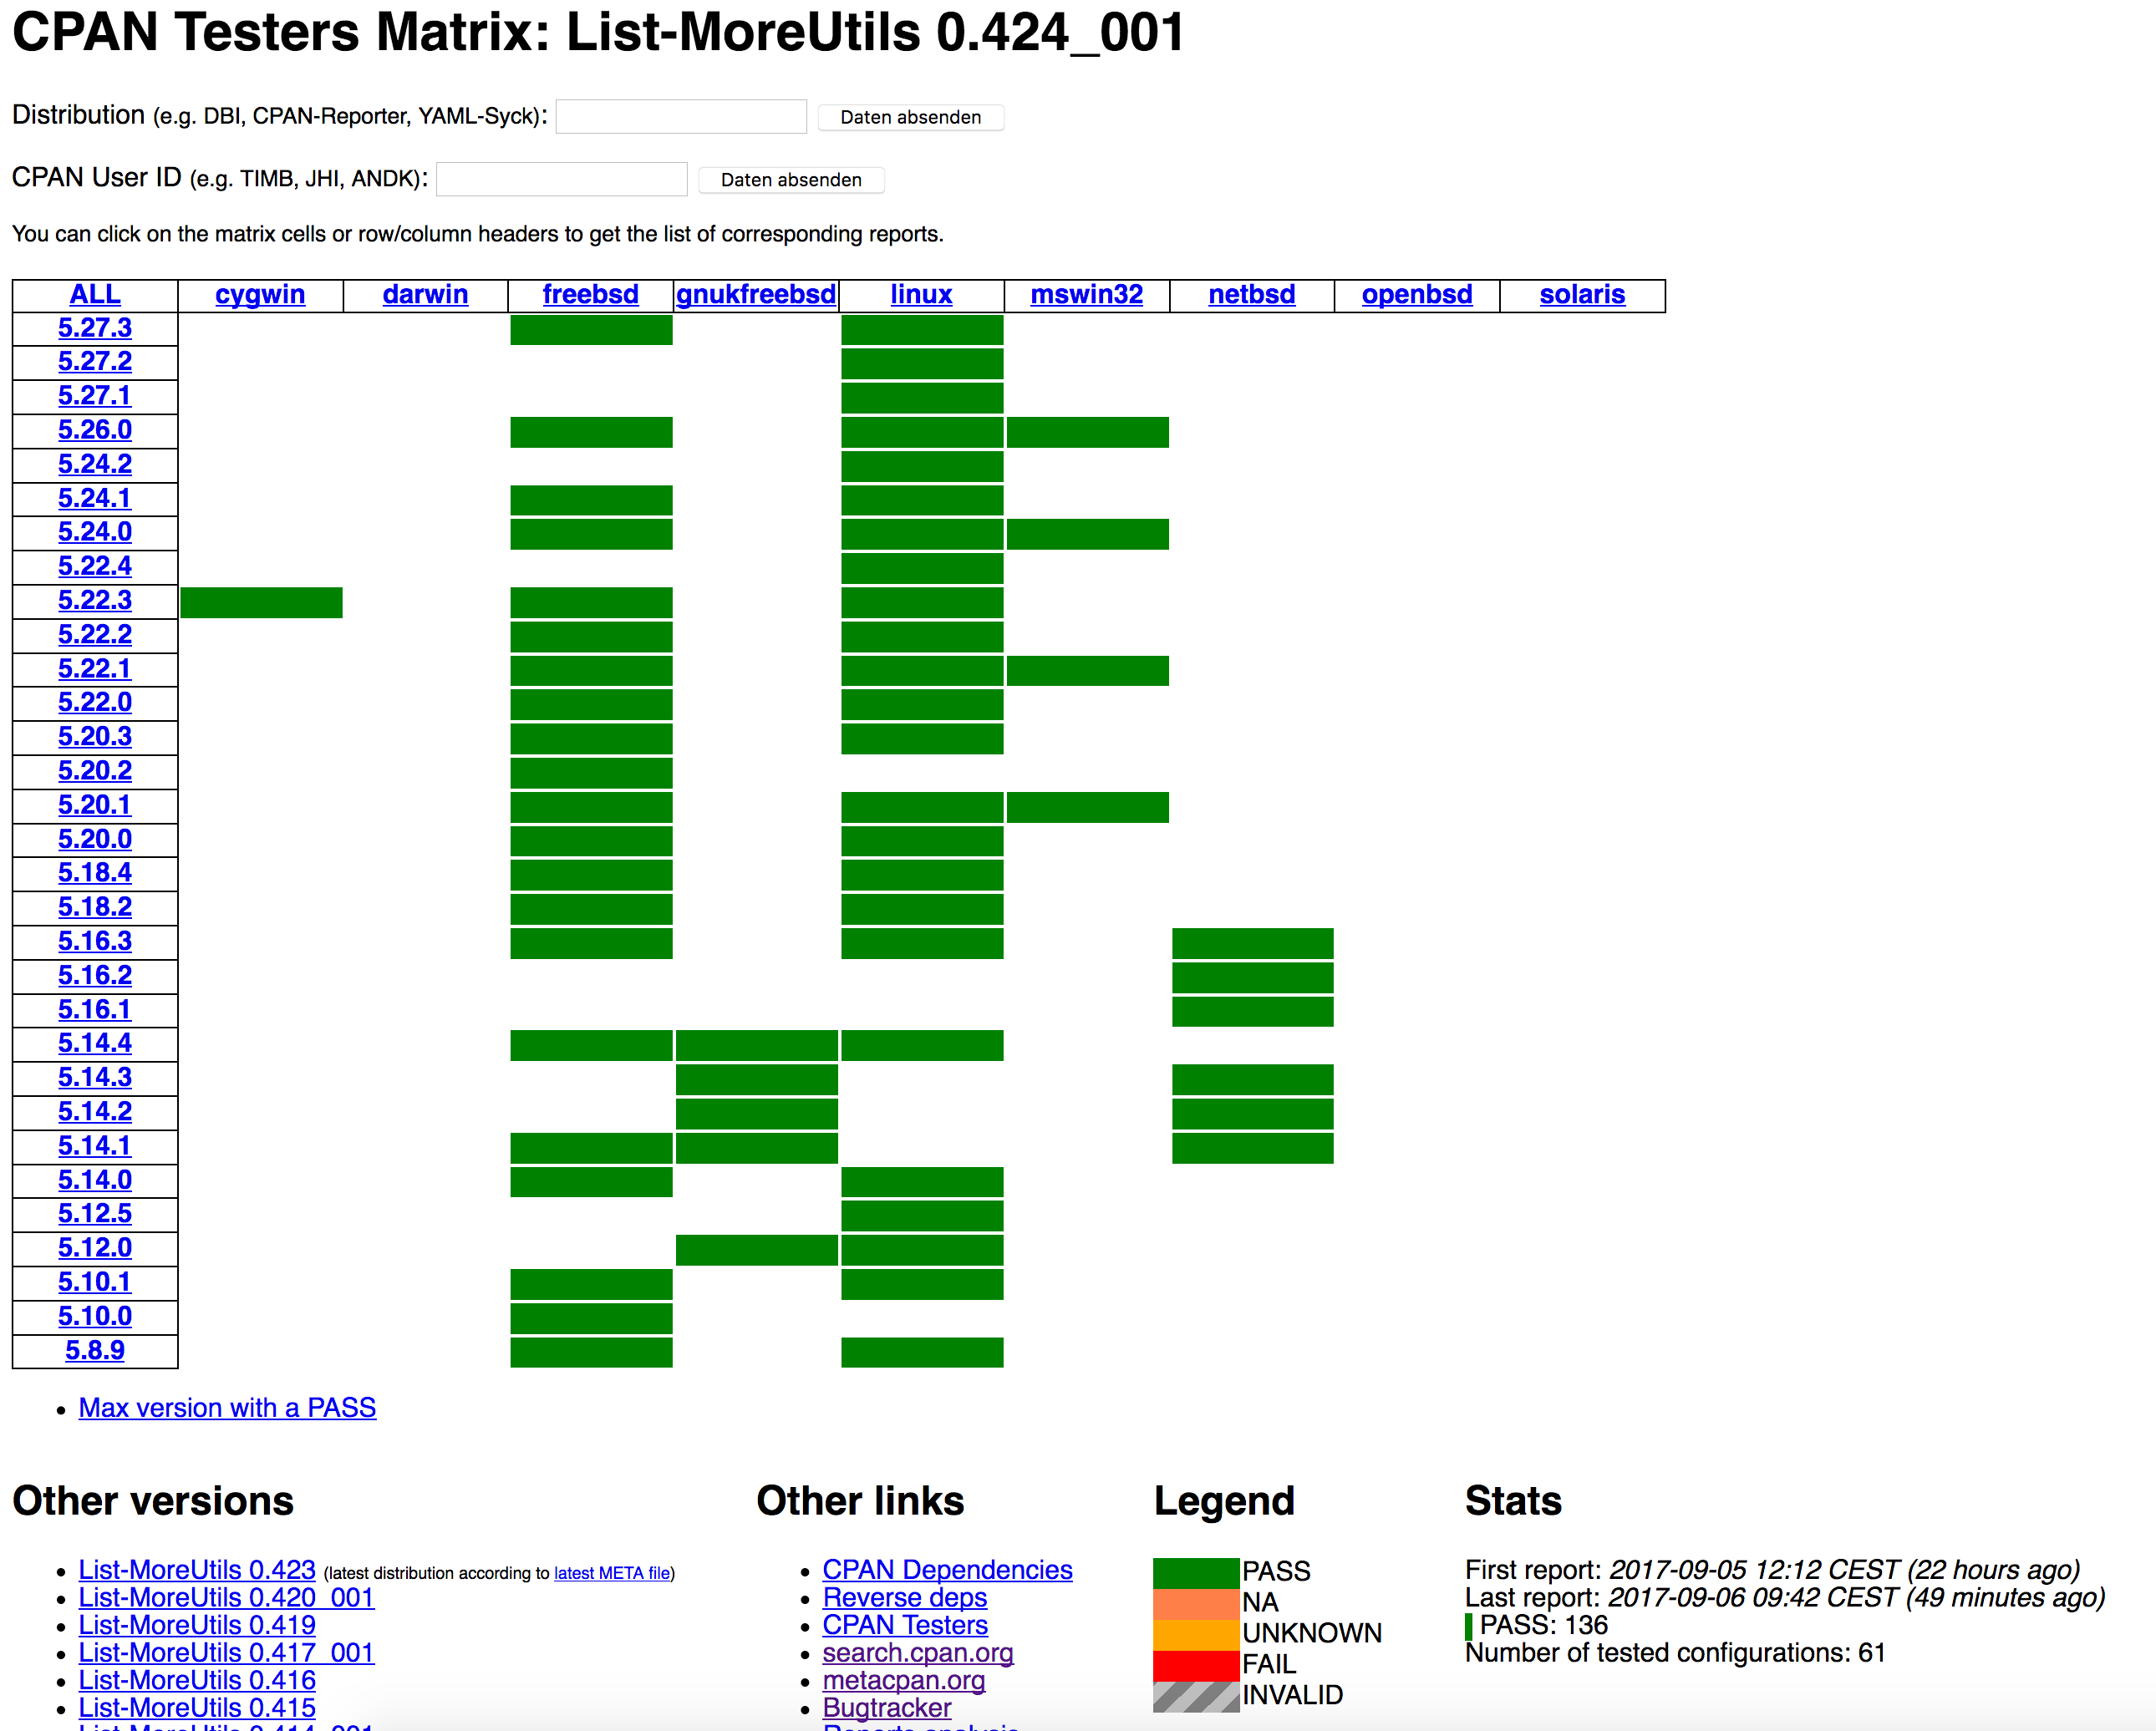 CPAN Testers Matrix: List-MoreUtils 0.424_001
Distribution (e.g. DBI, CPAN-Reporter, YAML-Syck): Daten absenden
CPAN User ID (e.g. TIMB, JHI, ANDK): Daten absenden
You can click on the matrix cells or row/column headers to get the list of corresponding reports.
ALL cygwin darwin freebsd gnukfreebsd linux mswin32 netbsd openbsd solaris
5.27.3
5.27.2
5.27.1
5.26.0
5.24.2
5.24.1
5.24.0
5.22.4
5.22.3
5.22.2
5.22.1
5.22.0
5.20.3
5.20.2
5.20.1
5.20.0
5.18.4
5.18.2
5.16.3
5.16.2
5.16.1
5.14.4
5.14.3
5.14.2
5.14.1
5.14.0
5.12.5
5.12.0
5.10.1
5.10.0
5.8.9
• Max version with a PASS
Other versions
• List-MoreUtils 0.423 (latest distribution according to latest META file)
• List-MoreUtils 0.420_001
• List-MoreUtils 0.419
• List-MoreUtils 0.417_001
• List-MoreUtils 0.416
• List-MoreUtils 0.415
List-MoreUtils 0.414_001
Other links
• CPAN Dependencies
• Reverse deps
• CPAN Testers
• search.cpan.org
• metacpan.org
• Bugtracker
Reports analysis
Legend
PASS
NA
UNKNOWN
FAIL
INVALID
Stats
First report: 2017-09-05 12:12 CEST (22 hours ago)
Last report: 2017-09-06 09:42 CEST (49 minutes ago)
PASS: 136
Number of tested configurations: 61